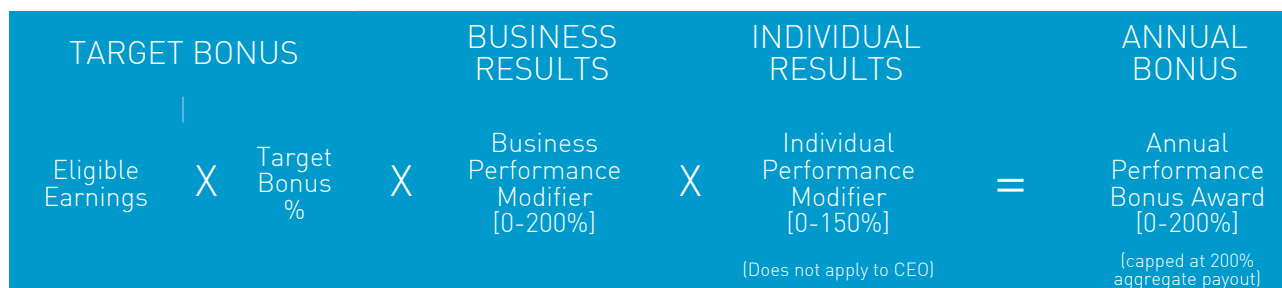 TARGET BONUS
BUSINESS
RESULTS
INDIVIDUAL
RESULTS
ANNUAL
BONUS
Eligible
Earnings
X
Target
Bonus
%
X
Business
Performance
Modifier
[0-200%]
X
Individual
Performance
Modifier
[0-150%]
(Does not apply to CEO)
=
Annual
Performance
Bonus Award
[0-200%]
(capped at 200%
aggregate payout)